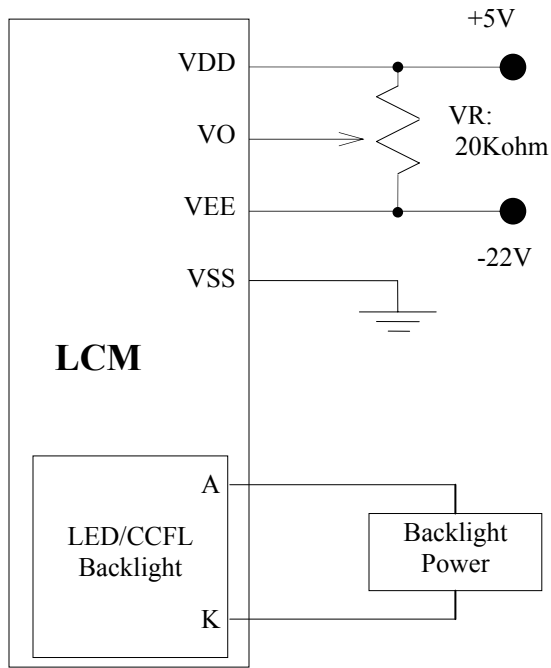 +5V
VDD
VR:
VO
20Kohm
VEE
-22V
VSS
LCM
A
LED/CCFL
Backlight
Backlight
Power
K